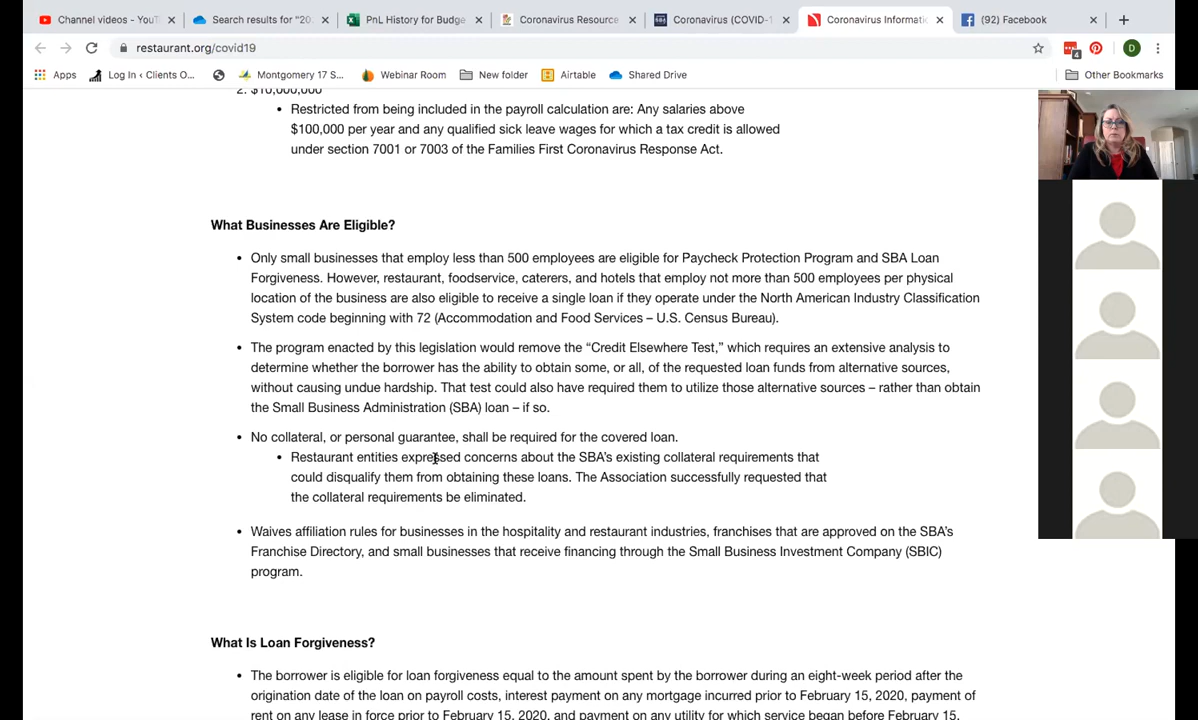 Channel videos - YouT
Search results for "20:
PnL History for Budge
Coronavirus Resource
Coronavirus (COVID-1
Coronavirus Informati
(92) Facebook
restaurant.org/covid19
4
D
Apps
Log In ‹ Clients O...
Montgomery 17 S...
Webinar Room
New folder
Airtable
Shared Drive
Other Bookmarks
2. $10,000,000
• Restricted from being included in the payroll calculation are: Any salaries above
$100,000 per year and any qualified sick leave wages for which a tax credit is allowed
under section 7001 or 7003 of the Families First Coronavirus Response Act.
What Businesses Are Eligible?
• Only small businesses that employ less than 500 employees are eligible for Paycheck Protection Program and SBA Loan
Forgiveness. However, restaurant, foodservice, caterers, and hotels that employ not more than 500 employees per physical
location of the business are also eligible to receive a single loan if they operate under the North American Industry Classification
System code beginning with 72 (Accommodation and Food Services – U.S. Census Bureau).
• The program enacted by this legislation would remove the “Credit Elsewhere Test,” which requires an extensive analysis to
determine whether the borrower has the ability to obtain some, or all, of the requested loan funds from alternative sources,
without causing undue hardship. That test could also have required them to utilize those alternative sources – rather than obtain
the Small Business Administration (SBA) loan – if so.
• No collateral, or personal guarantee, shall be required for the covered loan.
• Restaurant entities expressed concerns about the SBA’s existing collateral requirements that
could disqualify them from obtaining these loans. The Association successfully requested that
the collateral requirements be eliminated.
• Waives affiliation rules for businesses in the hospitality and restaurant industries, franchises that are approved on the SBA’s
Franchise Directory, and small businesses that receive financing through the Small Business Investment Company (SBIC)
program.
What Is Loan Forgiveness?
• The borrower is eligible for loan forgiveness equal to the amount spent by the borrower during an eight-week period after the
origination date of the loan on payroll costs, interest payment on any mortgage incurred prior to February 15, 2020, payment of
rent on any lease in force prior to February 15, 2020, and payment on any utility for which service began before February 15,